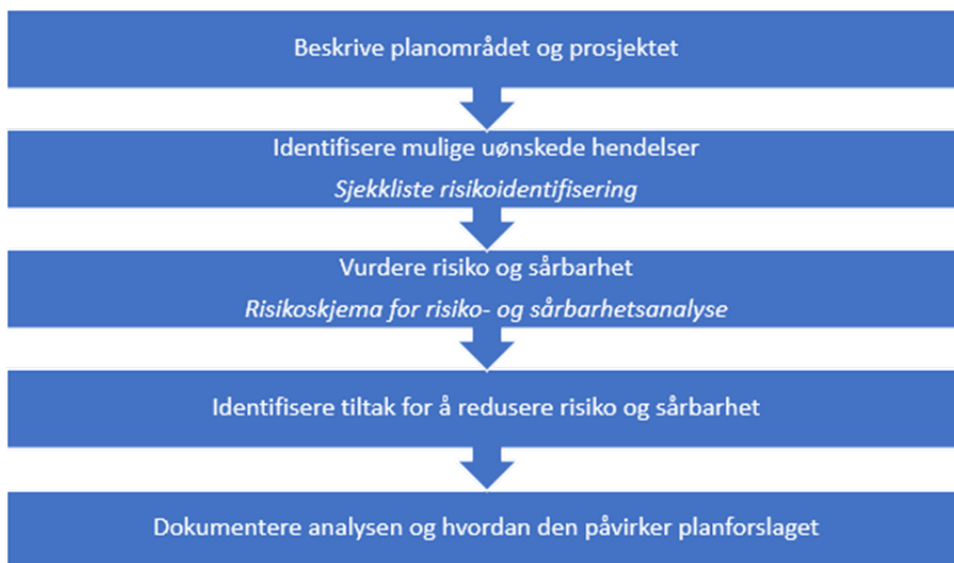 Beskrive planområdet og prosjektet
Identifisere mulige uønskede hendelser
Sjekkliste risikoidentifisering
Vurdere risiko og sårbarhet
Risikoskjema for risiko- og sårbarhetsanalyse
Identifisere tiltak for å redusere risiko og sårbarhet
Dokumentere analysen og hvordan den påvirker planforslaget